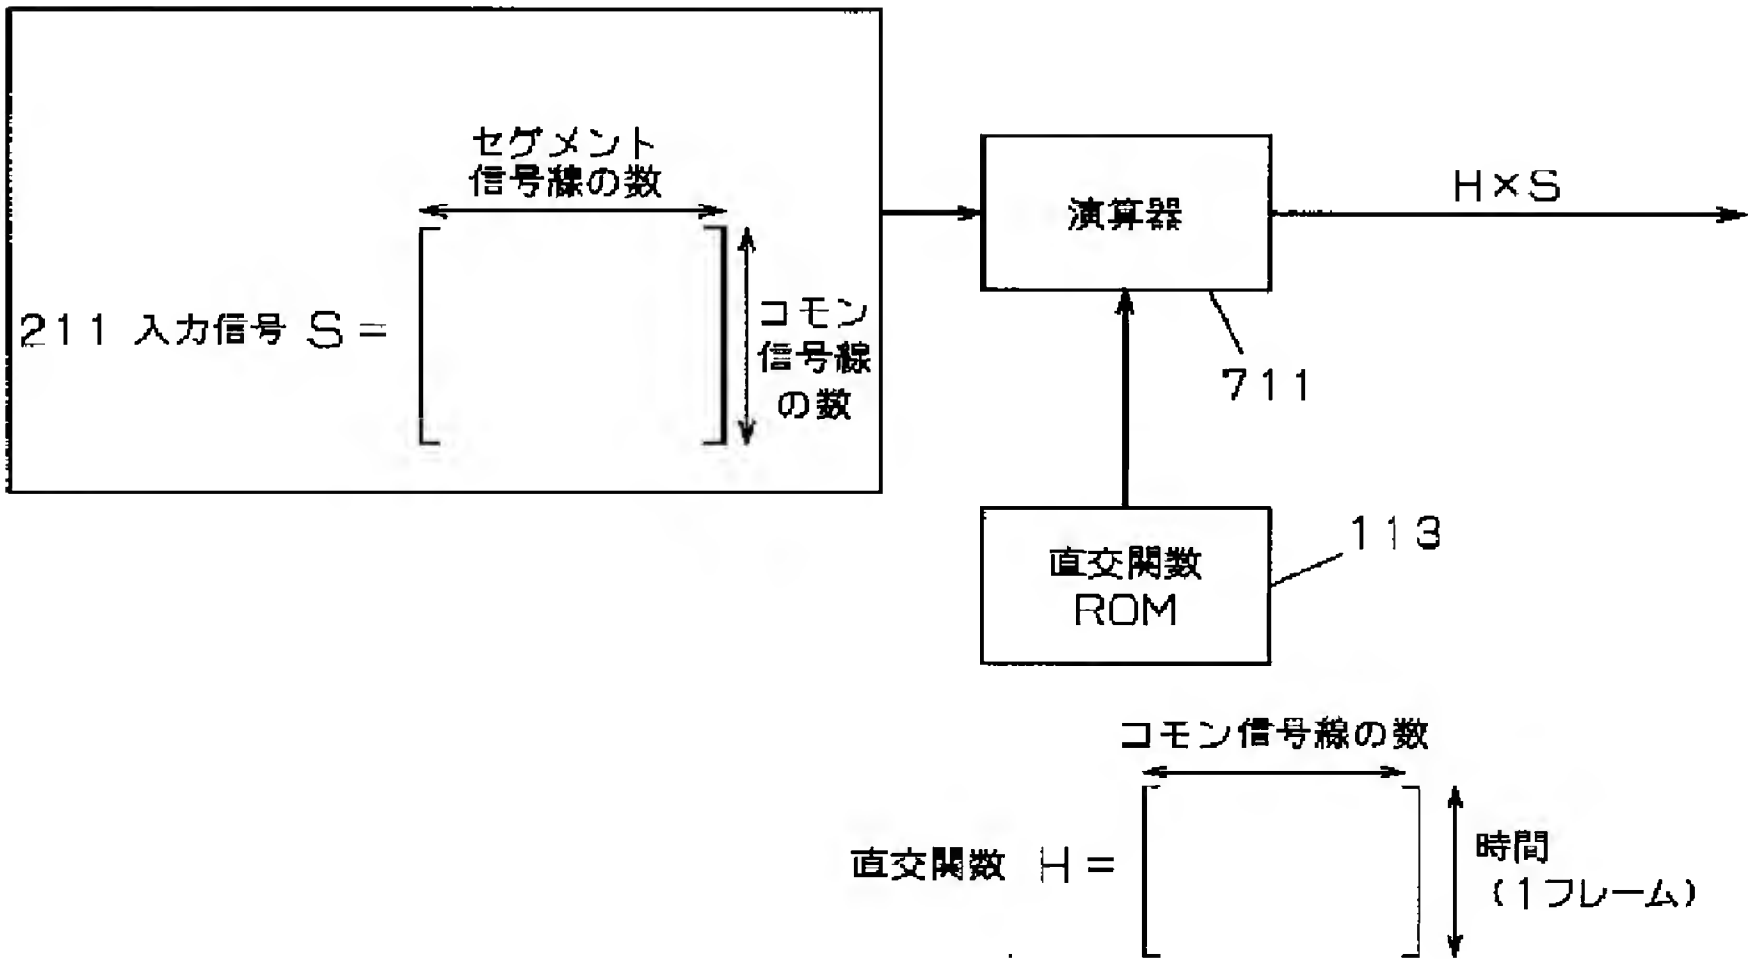 セグメント
信号線の数
211 入力信号 S =
コモン
信号線
の数
演算器
H×S
711
直交関数
ROM
113
コモン信号線の数
直交関数 H =
時間
(1フレーム)